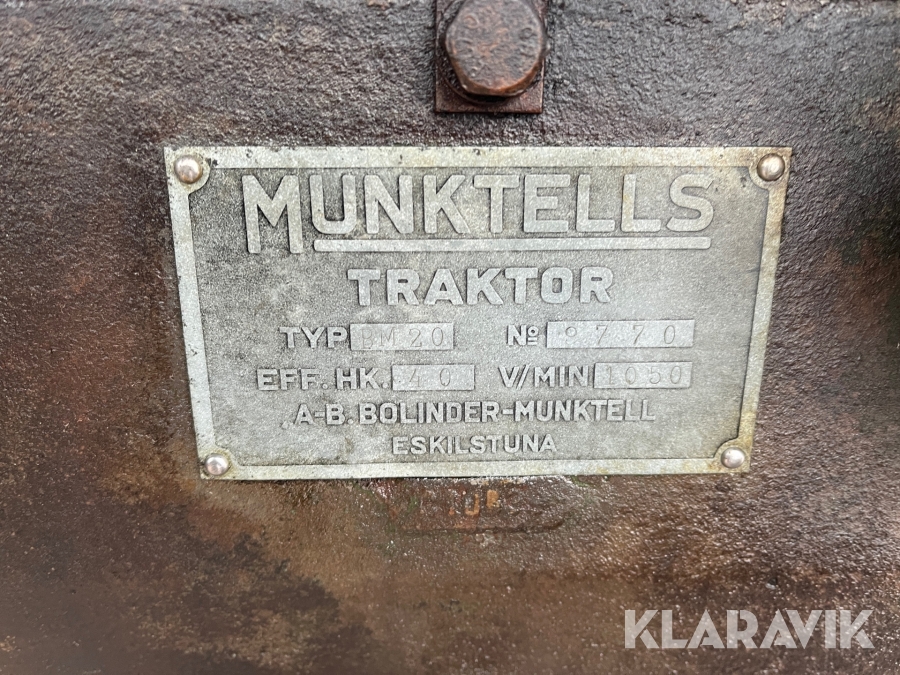 MUNKTELLS
TRAKTOR
TYP BM20 № 9770
EFF. HK. 40 V/MIN 1050
A-B. BOLINDER-MUNKTELL
ESKILSTUNA
KLARAVIK